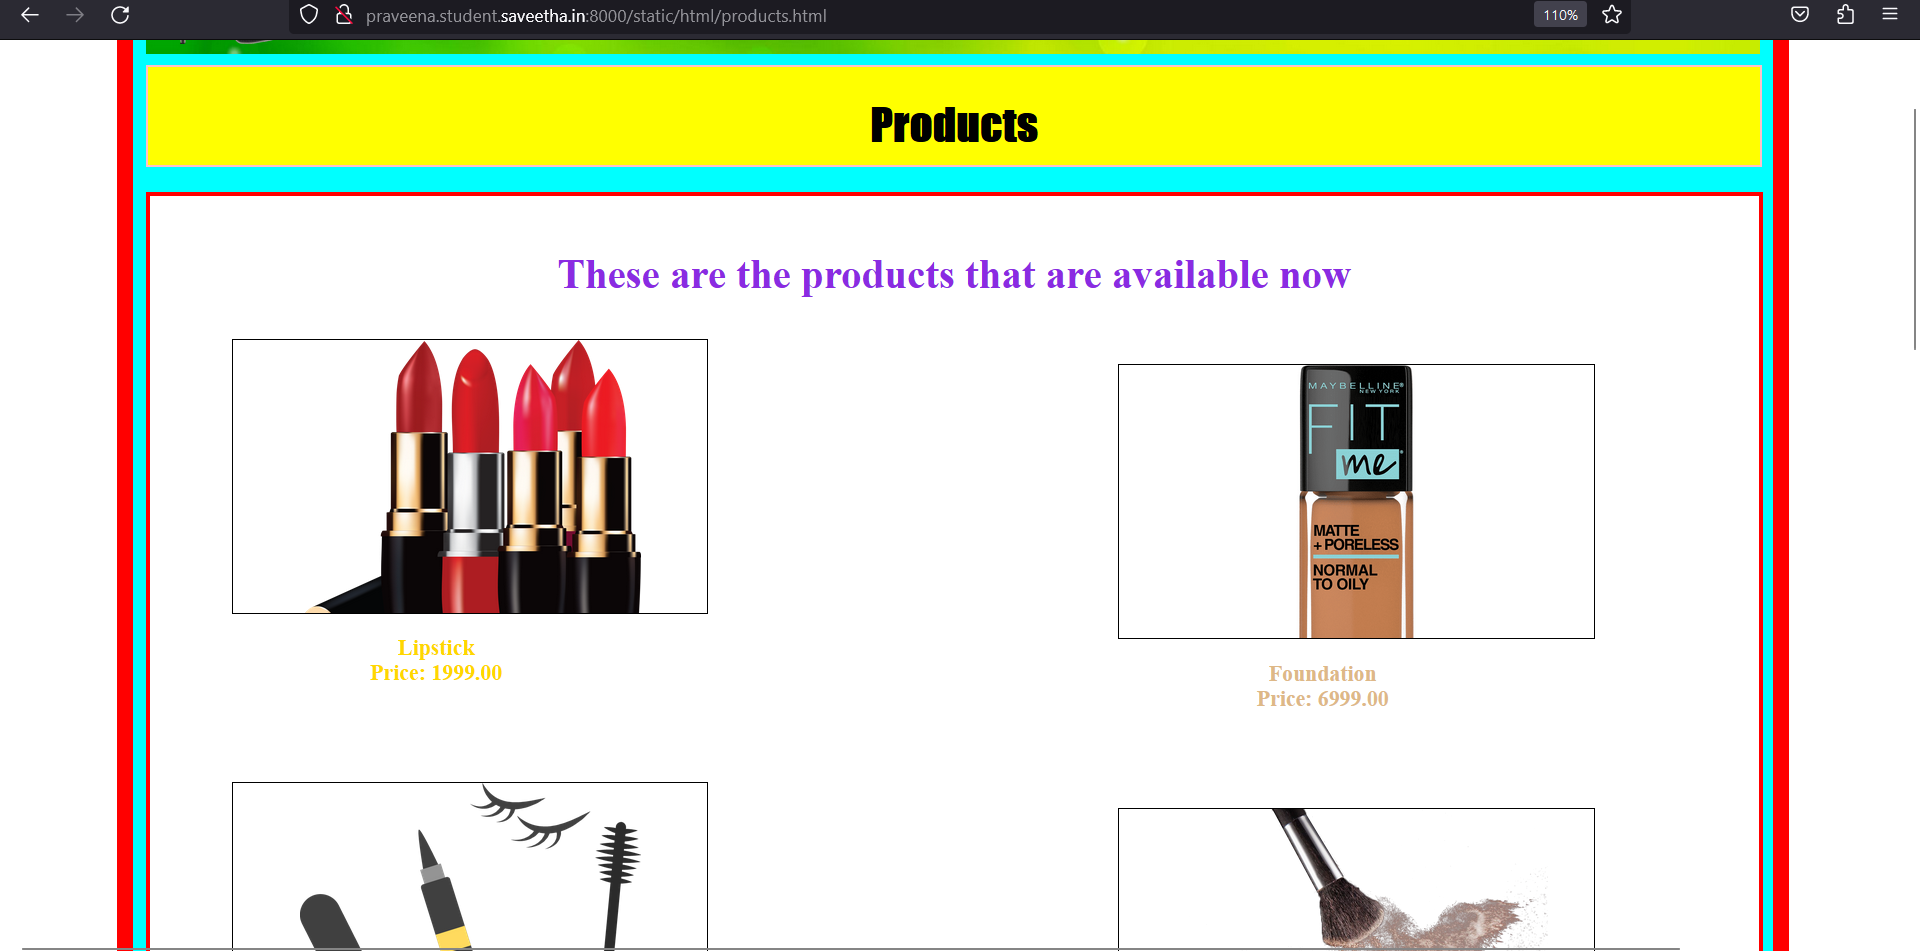 praveena.student.saveetha.in:8000/static/html/products.html
110%
Products
These are the products that are available now
MAYBELLINE®
NEW YORK
FIT
me
MATTE
+ PORELESS
NORMAL
TO OILY
Lipstick
Price: 1999.00
Foundation
Price: 6999.00